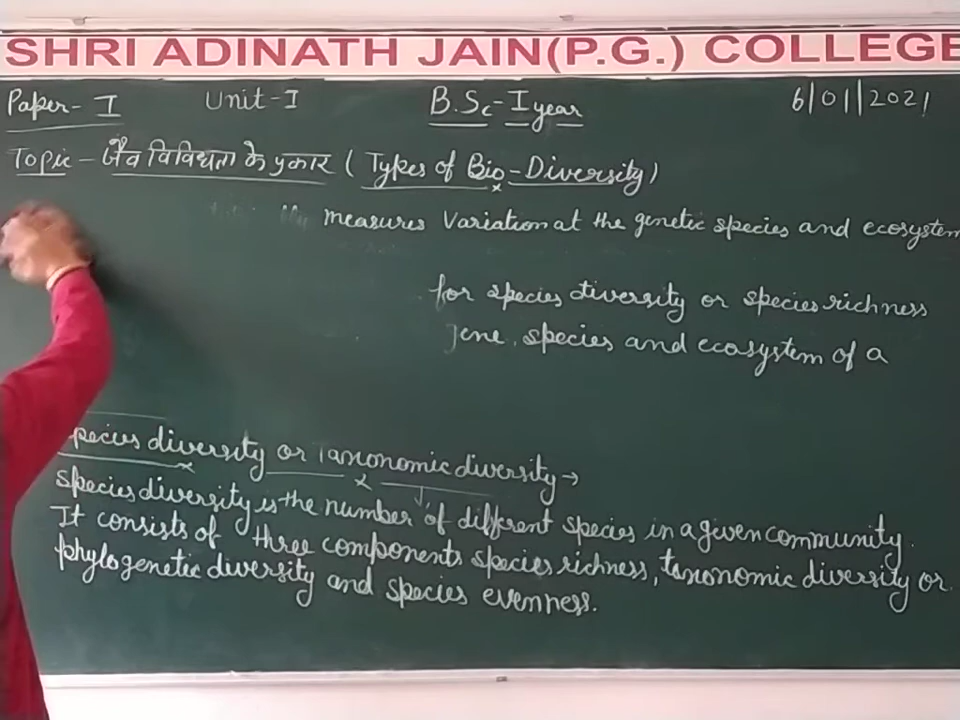 SHRI ADINATH JAIN(P.G.) COLLEGE
Paper - I Unit - I B.Sc - I year 6/01/2021
Topic - जैव विविधता के प्रकार ( Types of Bio - Diversity )
measures variation at the genetic species and ecosystem
for species diversity or species richness
gene, species and ecosystem of a
species diversity or Taxonomic diversity →
species diversity is the number of different species in a given community.
It consists of three components species richness, taxonomic diversity or
phylogenetic diversity and species evenness.